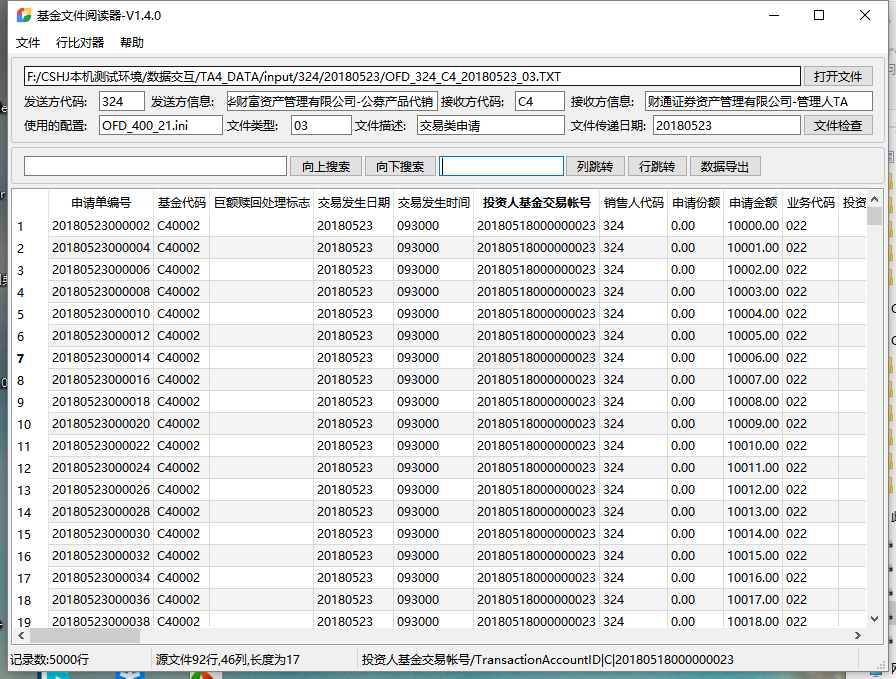 基金文件阅读器-V1.4.0
文件 行比对器 帮助
F:/CSHJ本机测试环境/数据交互/TA4_DATA/input/324/20180523/OFD_324_C4_20180523_03.TXT 打开文件
发送方代码: 324 发送方信息: 财富资产管理有限公司-公募产品代销 接收方代码: C4 接收方信息: 财通证券资产管理有限公司-管理人TA
使用的配置: OFD_400_21.ini 文件类型: 03 文件描述: 交易类申请 文件传递日期: 20180523 文件检查
向上搜索 向下搜索 列跳转 行跳转 数据导出
申请单编号 基金代码 巨额赎回处理标志 交易发生日期 交易发生时间 投资人基金交易帐号 销售人代码 申请份额 申请金额 业务代码 投资
1 20180523000002 C40002 20180523 093000 20180518000000023 324 0.00 10000.00 022
2 20180523000004 C40002 20180523 093000 20180518000000023 324 0.00 10001.00 022
3 20180523000006 C40002 20180523 093000 20180518000000023 324 0.00 10002.00 022
4 20180523000008 C40002 20180523 093000 20180518000000023 324 0.00 10003.00 022
5 20180523000010 C40002 20180523 093000 20180518000000023 324 0.00 10004.00 022
6 20180523000012 C40002 20180523 093000 20180518000000023 324 0.00 10005.00 022
7 20180523000014 C40002 20180523 093000 20180518000000023 324 0.00 10006.00 022
8 20180523000016 C40002 20180523 093000 20180518000000023 324 0.00 10007.00 022
9 20180523000018 C40002 20180523 093000 20180518000000023 324 0.00 10008.00 022
10 20180523000020 C40002 20180523 093000 20180518000000023 324 0.00 10009.00 022
11 20180523000022 C40002 20180523 093000 20180518000000023 324 0.00 10010.00 022
12 20180523000024 C40002 20180523 093000 20180518000000023 324 0.00 10011.00 022
13 20180523000026 C40002 20180523 093000 20180518000000023 324 0.00 10012.00 022
14 20180523000028 C40002 20180523 093000 20180518000000023 324 0.00 10013.00 022
15 20180523000030 C40002 20180523 093000 20180518000000023 324 0.00 10014.00 022
16 20180523000032 C40002 20180523 093000 20180518000000023 324 0.00 10015.00 022
17 20180523000034 C40002 20180523 093000 20180518000000023 324 0.00 10016.00 022
18 20180523000036 C40002 20180523 093000 20180518000000023 324 0.00 10017.00 022
19 20180523000038 C40002 20180523 093000 20180518000000023 324 0.00 10018.00 022
记录数:5000行 源文件92行,46列,长度为17 投资人基金交易帐号/TransactionAccountID|C|20180518000000023